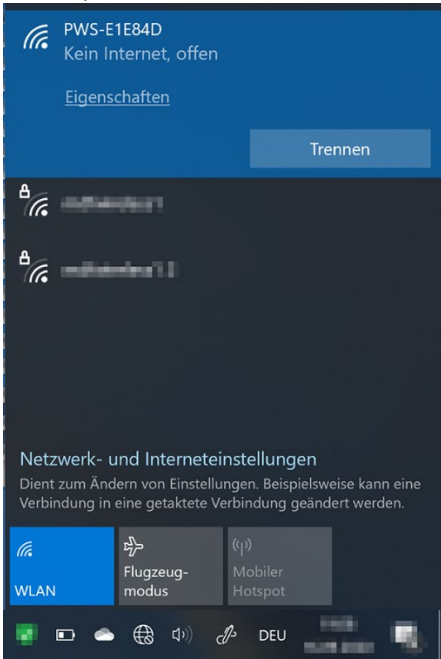 PWS-E1E84D
Kein Internet, offen
Eigenschaften
Trennen
Netzwerk- und Interneteinstellungen
Dient zum Ändern von Einstellungen. Beispielsweise kann eine
Verbindung in eine getaktete Verbindung geändert werden.
WLAN
Flugzeug-
modus
Mobiler
Hotspot
DEU